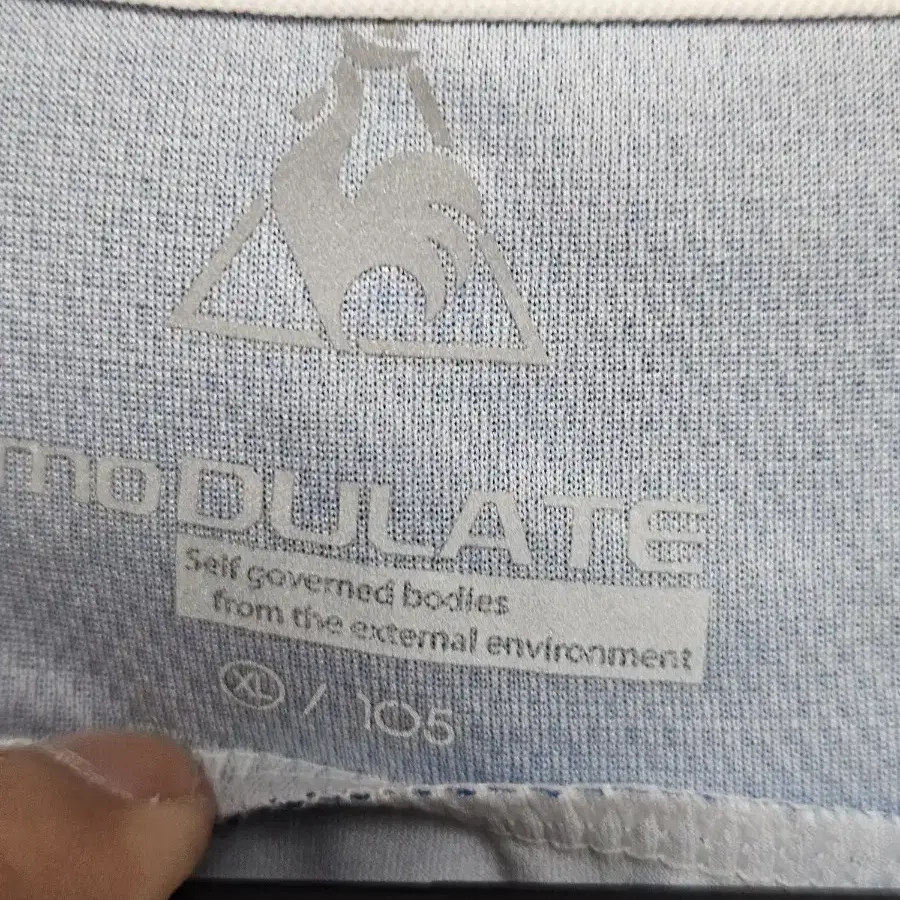 moDULATE
Self governed bodies
from the external environment
XL / 105